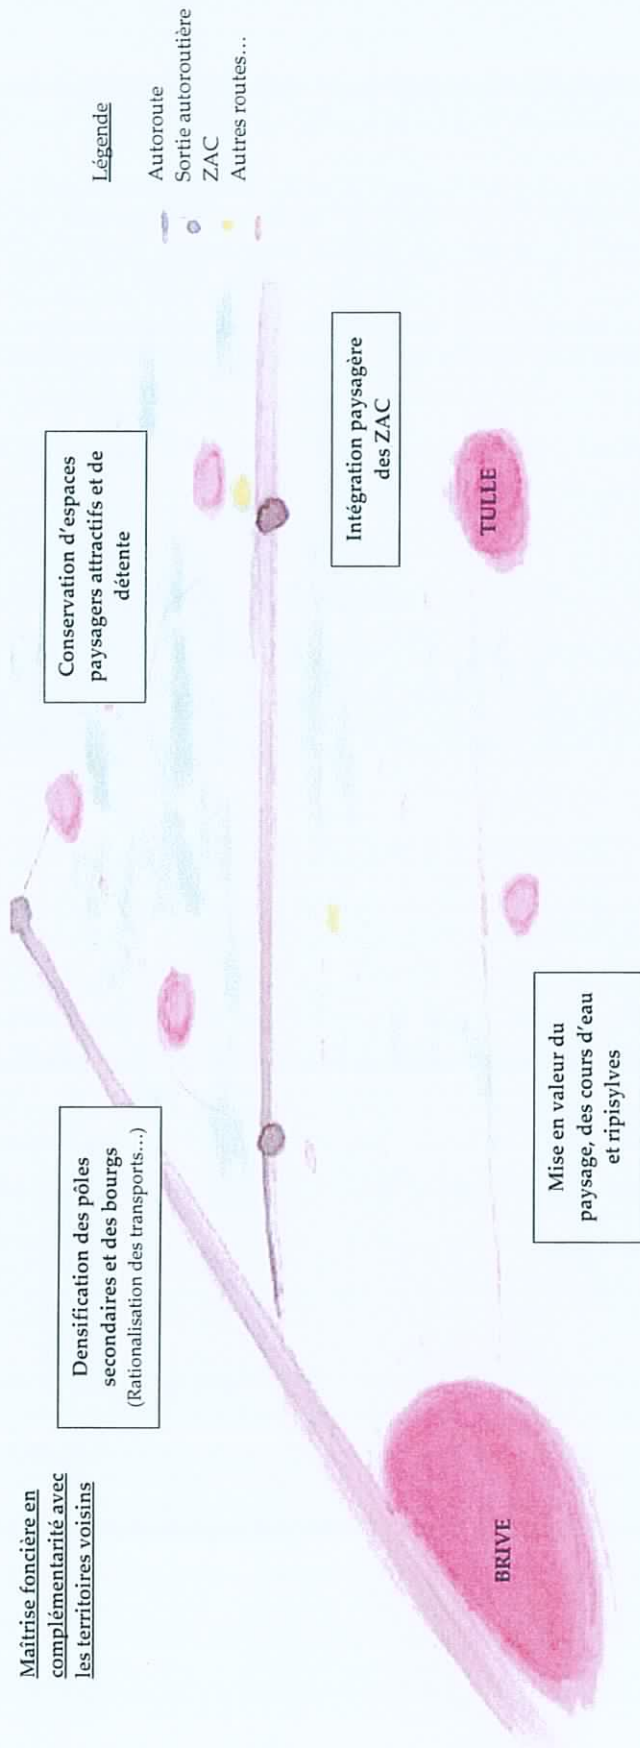 Maîtrise foncière en
complémentarité avec
les territoires voisins
Densification des pôles
secondaires et des bourgs
(Rationalisation des transports...)
Conservation d'espaces
paysagers attractifs et de
détente
Légende
Autoroute
Sortie autoroutière
ZAC
Autres routes...
Intégration paysagère
des ZAC
TULLE
BRIVE
Mise en valeur du
paysage, des cours d'eau
et ripisylves